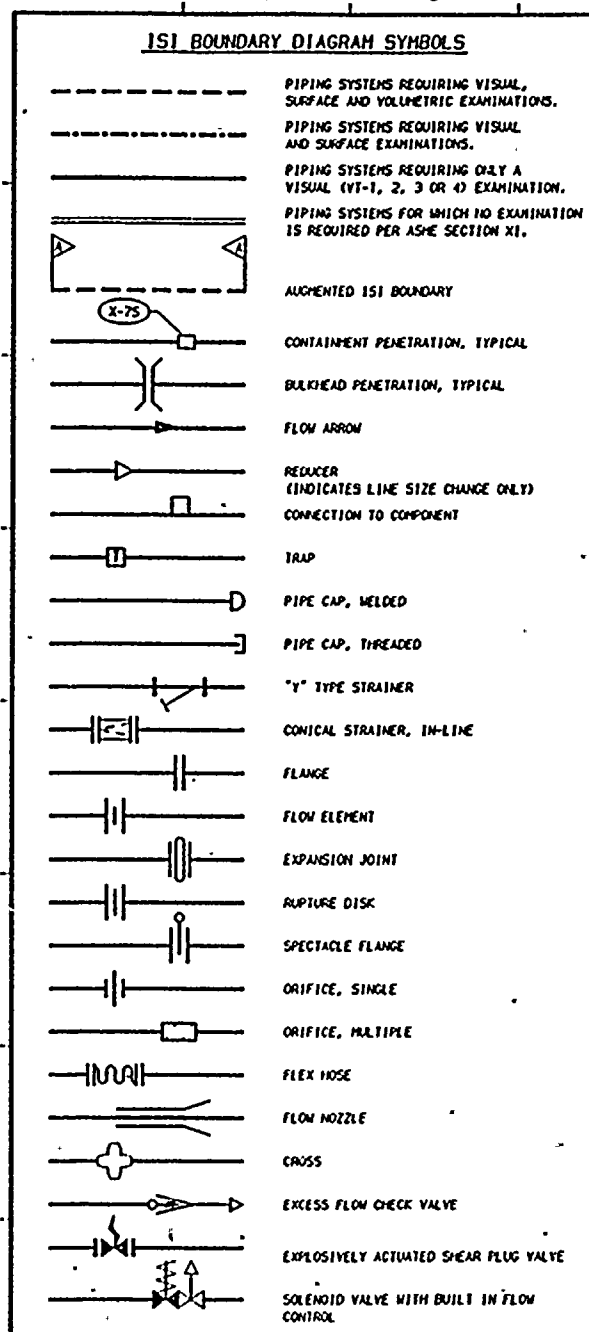 ISI BOUNDARY DIAGRAM SYMBOLS
PIPING SYSTEMS REQUIRING VISUAL,
SURFACE AND VOLUMETRIC EXAMINATIONS.
PIPING SYSTEMS REQUIRING VISUAL
AND SURFACE EXAMINATIONS.
PIPING SYSTEMS REQUIRING ONLY A
VISUAL (VT-1, 2, 3 OR 4) EXAMINATION.
PIPING SYSTEMS FOR WHICH NO EXAMINATION
IS REQUIRED PER ASME SECTION XI.
A A
AUGMENTED ISI BOUNDARY
X-75
CONTAINMENT PENETRATION, TYPICAL
BULKHEAD PENETRATION, TYPICAL
FLOW ARROW
REDUCER
(INDICATES LINE SIZE CHANGE ONLY)
CONNECTION TO COMPONENT
T TRAP
PIPE CAP, WELDED
PIPE CAP, THREADED
"Y" TYPE STRAINER
CONICAL STRAINER, IN-LINE
FLANGE
FLOW ELEMENT
EXPANSION JOINT
RUPTURE DISK
SPECTACLE FLANGE
ORIFICE, SINGLE
ORIFICE, MULTIPLE
FLEX HOSE
FLOW NOZZLE
CROSS
EXCESS FLOW CHECK VALVE
EXPLOSIVELY ACTUATED SHEAR PLUG VALVE
SOLENOID VALVE WITH BUILT IN FLOW
CONTROL